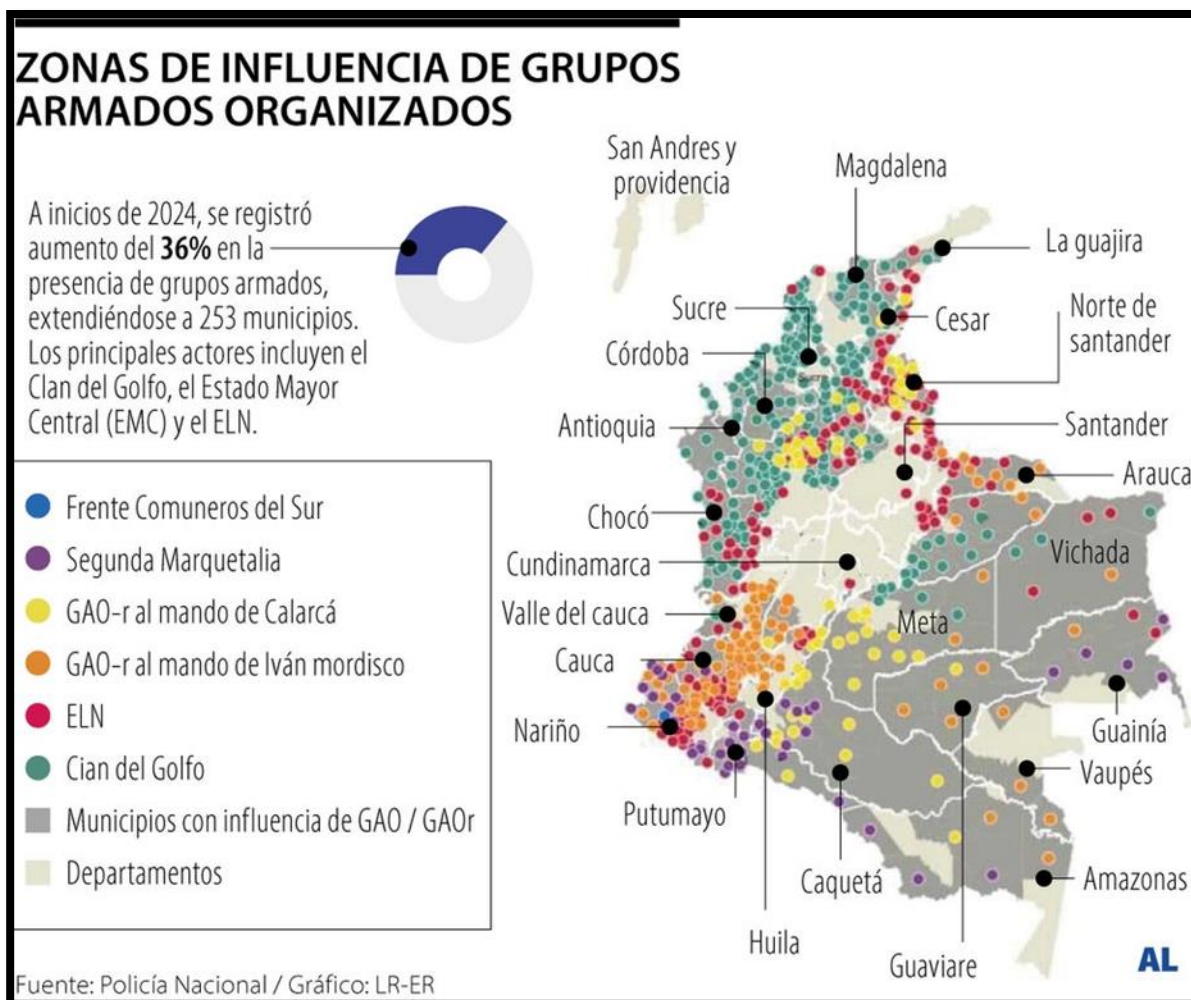 ZONAS DE INFLUENCIA DE GRUPOS
ARMADOS ORGANIZADOS
A inicios de 2024, se registró
aumento del 36% en la
presencia de grupos armados,
extendiéndose a 253 municipios.
Los principales actores incluyen el
Clan del Golfo, el Estado Mayor
Central (EMC) y el ELN.
Frente Comuneros del Sur
Segunda Marquetalia
GAO-r al mando de Calarcá
GAO-r al mando de Iván mordisco
ELN
Cian del Golfo
Municipios con influencia de GAO / GAOr
Departamentos
San Andres y
providencia
Magdalena
La guajira
Sucre
Cesar
Norte de
santander
Córdoba
Antioquia
Santander
Arauca
Chocó
Cundinamarca
Vichada
Valle del cauca
Meta
Cauca
Nariño
Guainía
Vaupés
Putumayo
Caquetá
Amazonas
Huila
Guaviare
AL
Fuente: Policía Nacional / Gráfico: LR-ER